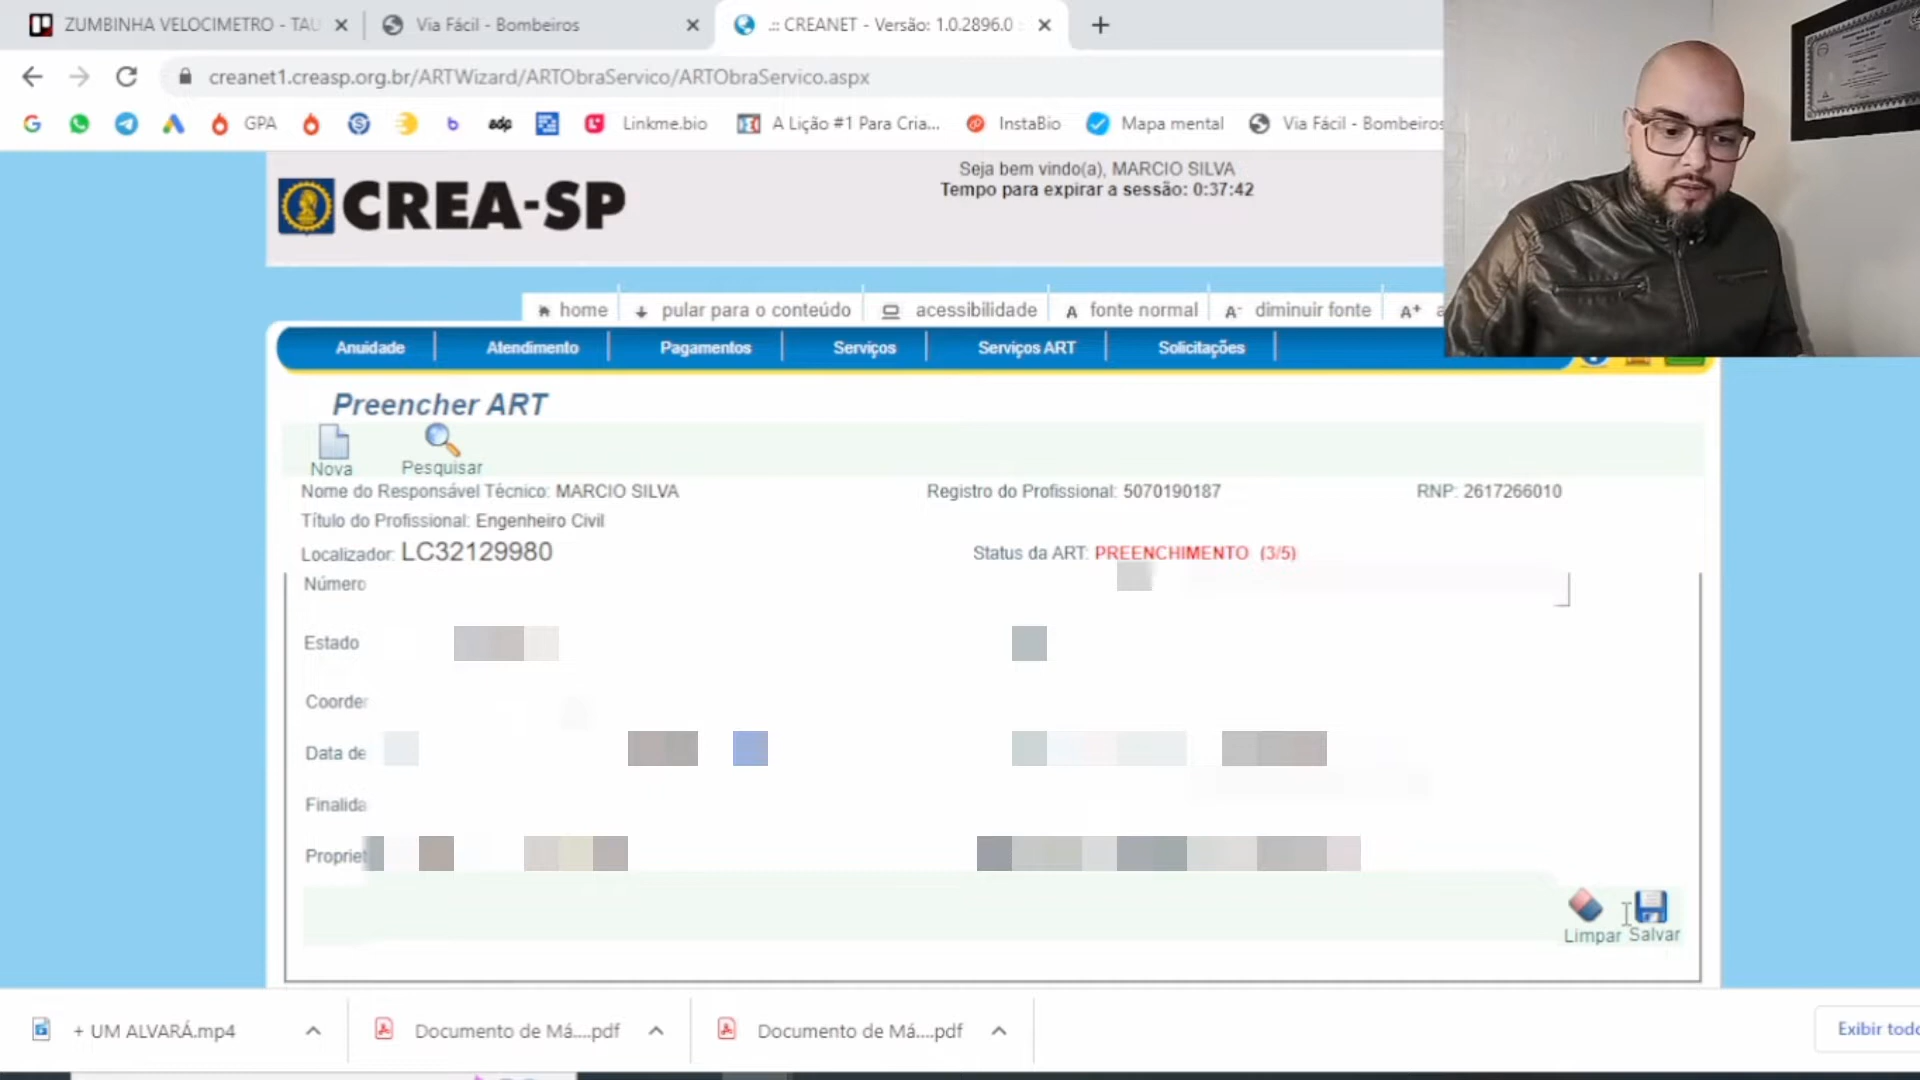 ZUMBINHA VELOCIMETRO - TAU
Via Fácil - Bombeiros
.:: CREANET - Versão: 1.0.2896.0
creanet1.creasp.org.br/ARTWizard/ARTObraServico/ARTObraServico.aspx
GPA
Linkme.bio
A Lição #1 Para Cria...
InstaBio
Mapa mental
Via Fácil - Bombeiros
CREA-SP
Seja bem vindo(a), MARCIO SILVA
Tempo para expirar a sessão: 0:37:42
home
pular para o conteúdo
acessibilidade
A fonte normal
A- diminuir fonte
A+ a
Anuidade
Atendimento
Pagamentos
Serviços
Serviços ART
Solicitações
Preencher ART
Nova
Pesquisar
Nome do Responsável Técnico: MARCIO SILVA
Registro do Profissional: 5070190187
RNP: 2617266010
Título do Profissional: Engenheiro Civil
Localizador: LC32129980
Status da ART: PREENCHIMENTO (3/5)
Número
Estado
Coorder
Data de
Finalida
Propriet
Limpar
Salvar
+ UM ALVARÁ.mp4
Documento de Má....pdf
Documento de Má....pdf
Exibir todo